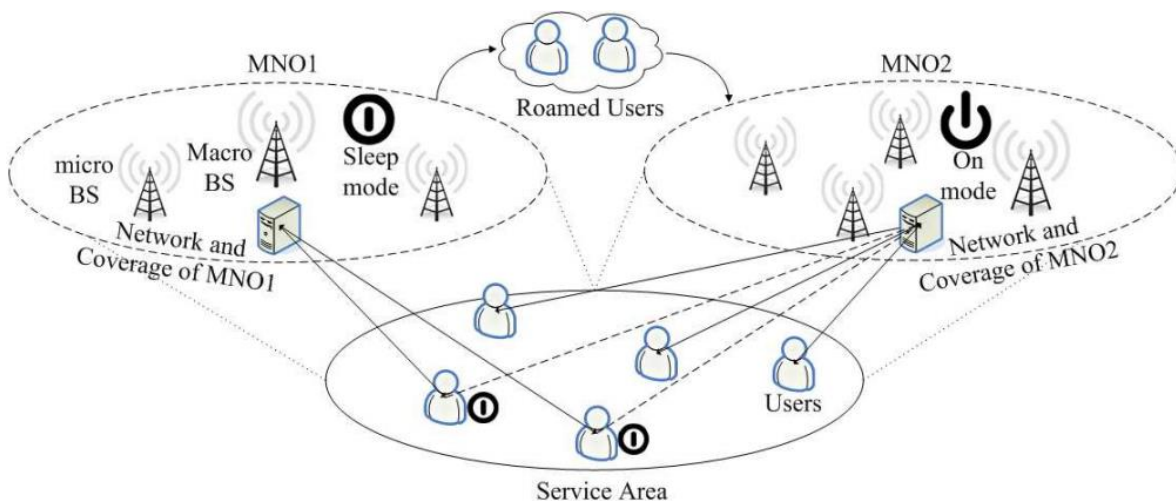 MNO1
MNO2
Roamed Users
micro
BS
Macro
BS
Sleep
mode
On
mode
Network and
Coverage of MNO1
Network and
Coverage of MNO2
Users
Service Area